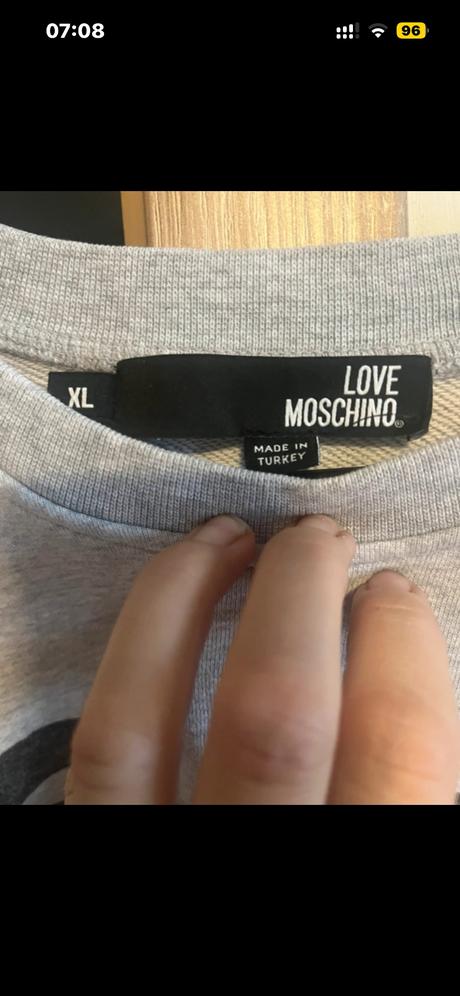 07:08
96
XL
LOVE
MOSCHINO®
MADE IN
TURKEY